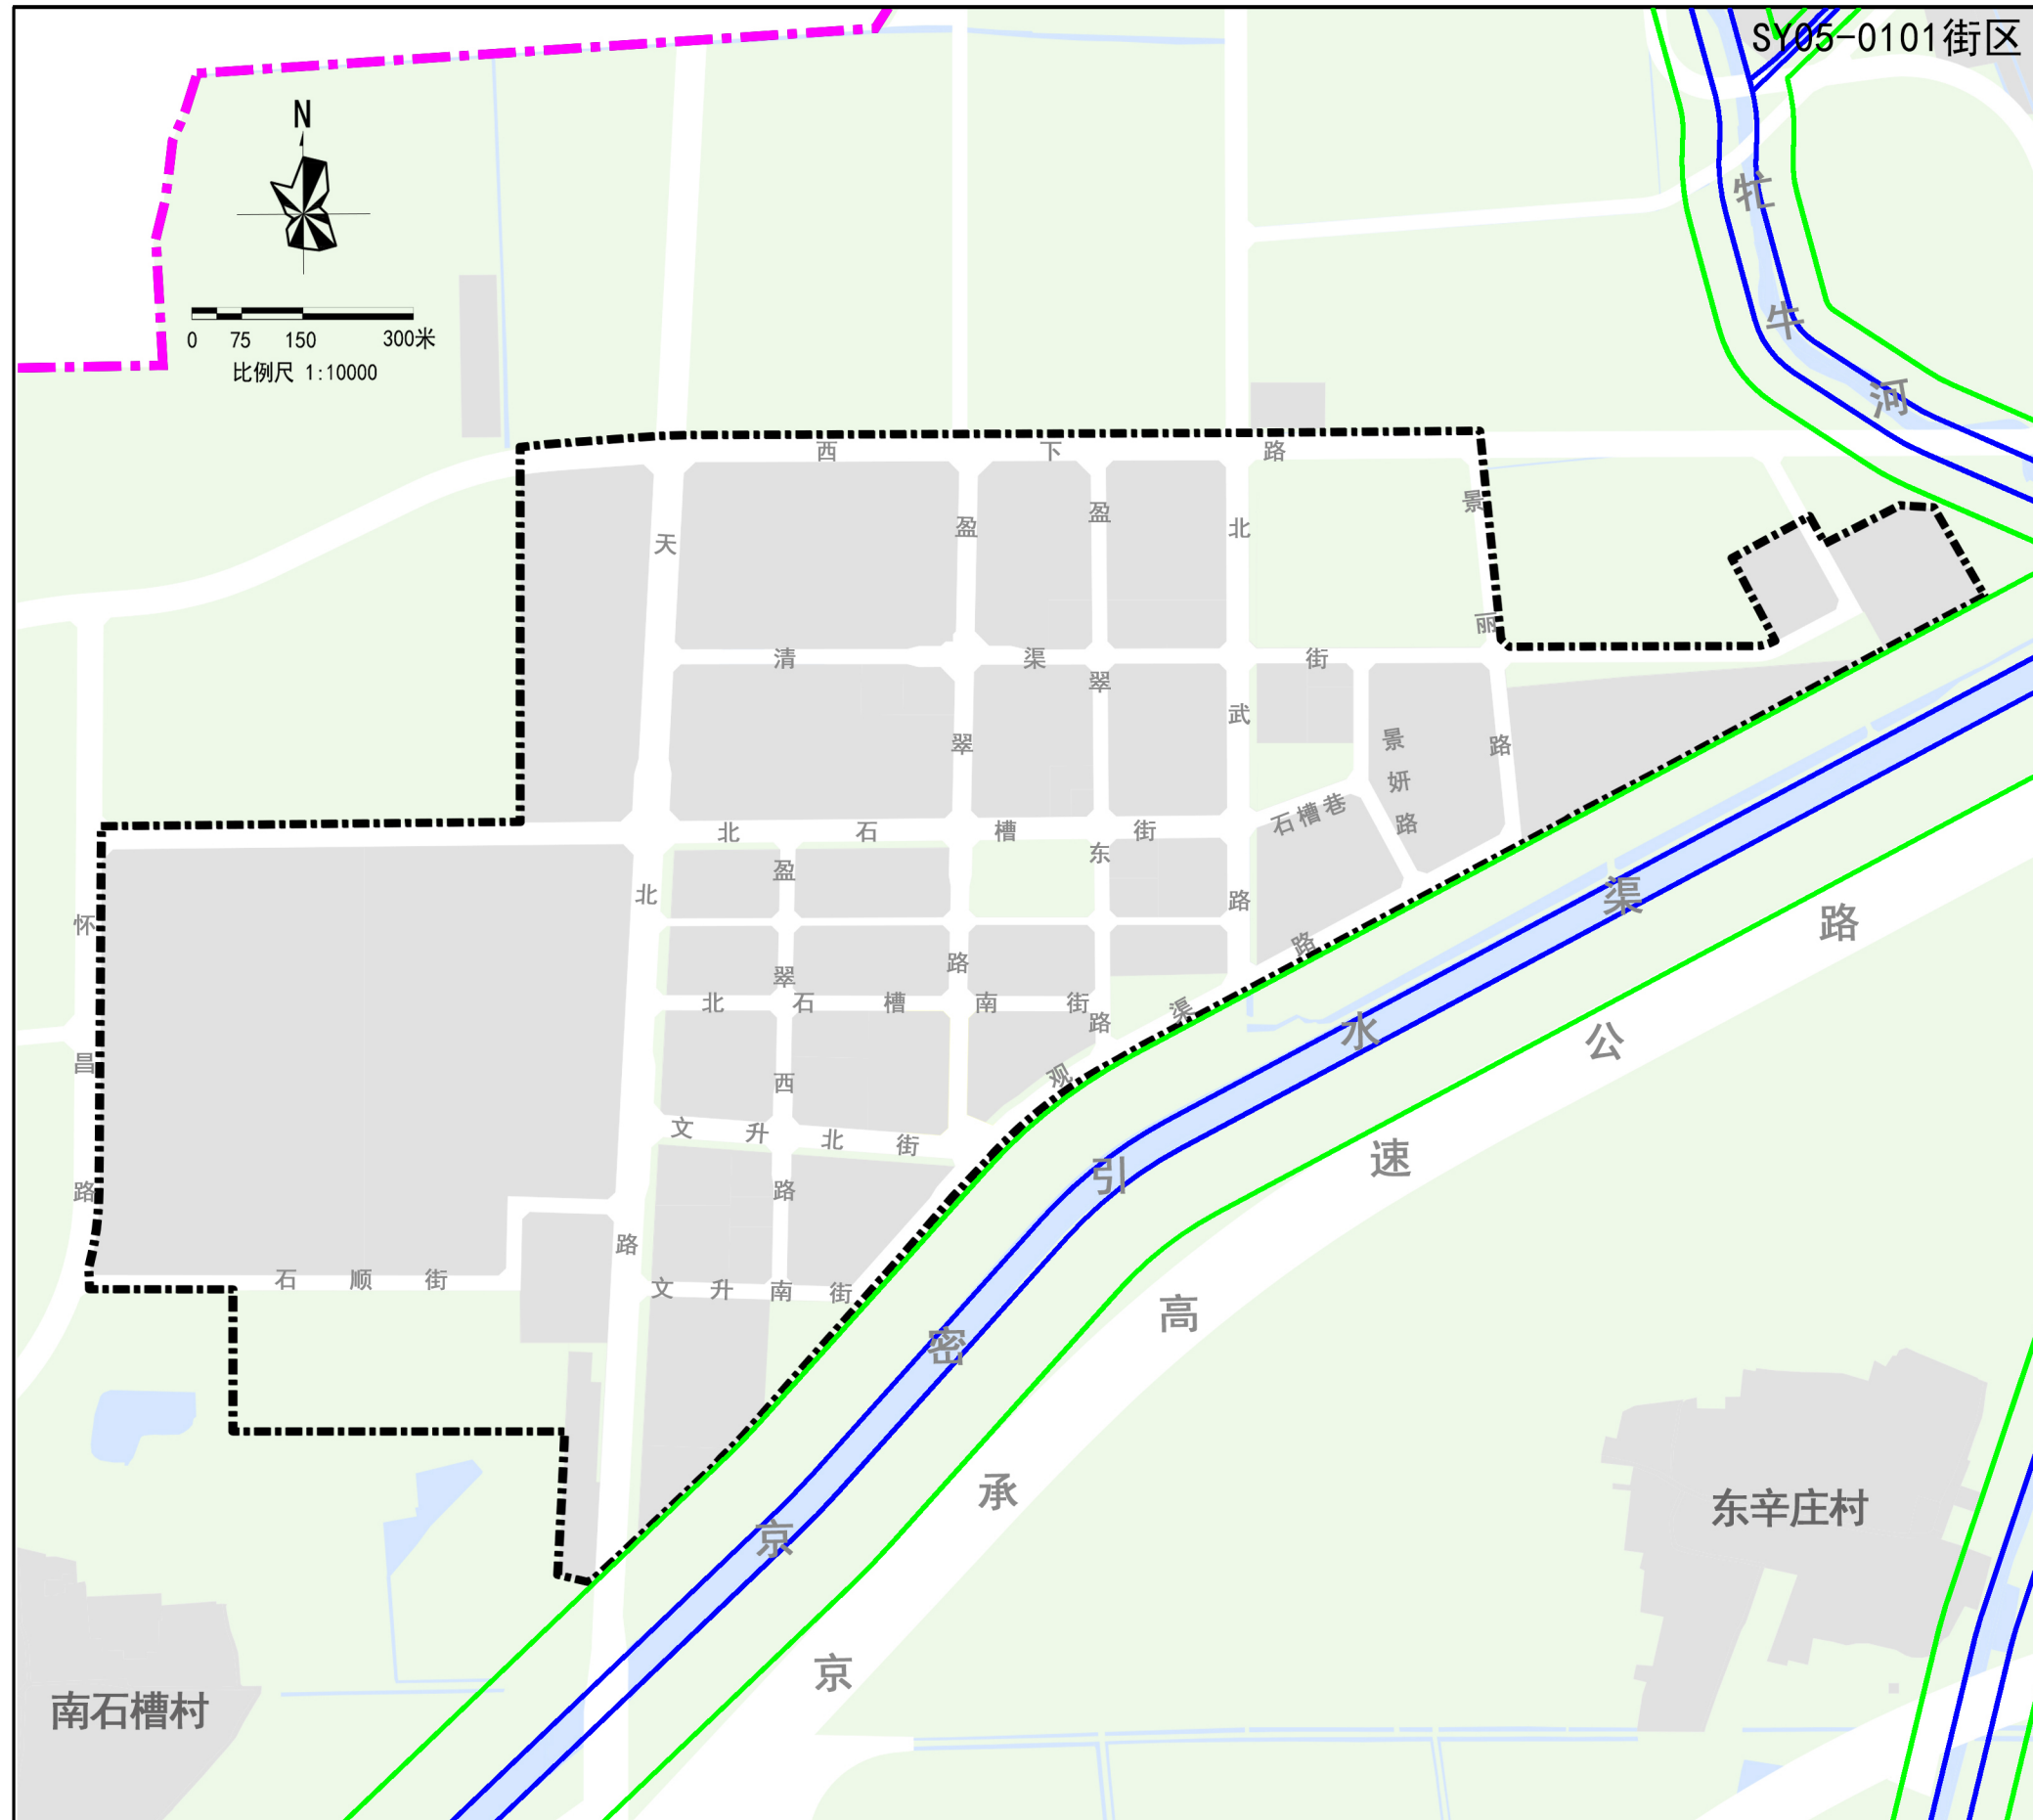 SY05-0101街区
N
0 75 150 300米
比例尺 1:10000
牤牛河
西下路
天北路
盈翠路
盈翠东路
北武路
景丽路
清渠街
景妍路
石槽巷
北石槽街
盈翠西路
怀昌路
北石槽南街
观渠路
文升北街
石顺街
文升南街
京密引水渠
京承高速公路
东辛庄村
南石槽村